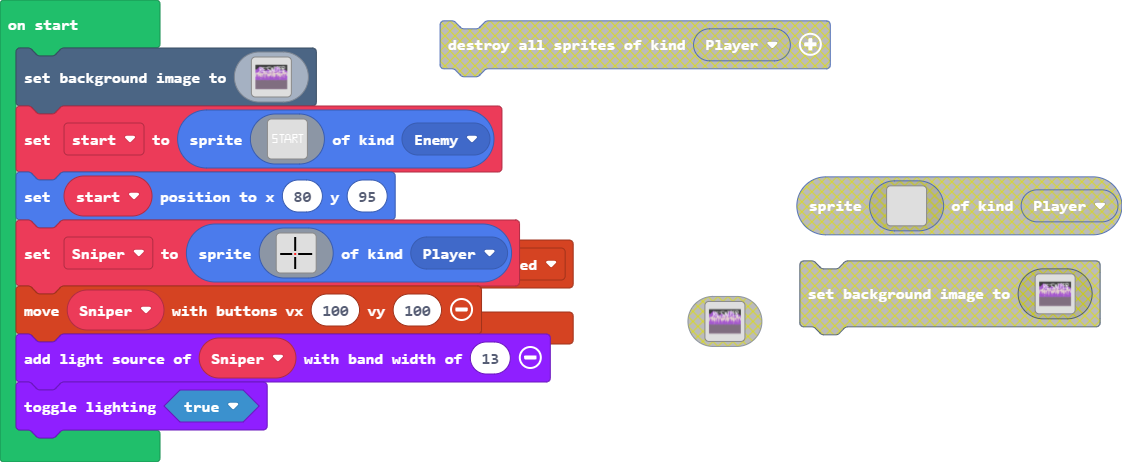 on start
destroy all sprites of kind Player
set background image to
set start to sprite START of kind Enemy
set start position to x 80 y 95
sprite of kind Player
set Sniper to sprite of kind Player
ed
set background image to
move Sniper with buttons vx 100 vy 100
add light source of Sniper with band width of 13
toggle lighting true